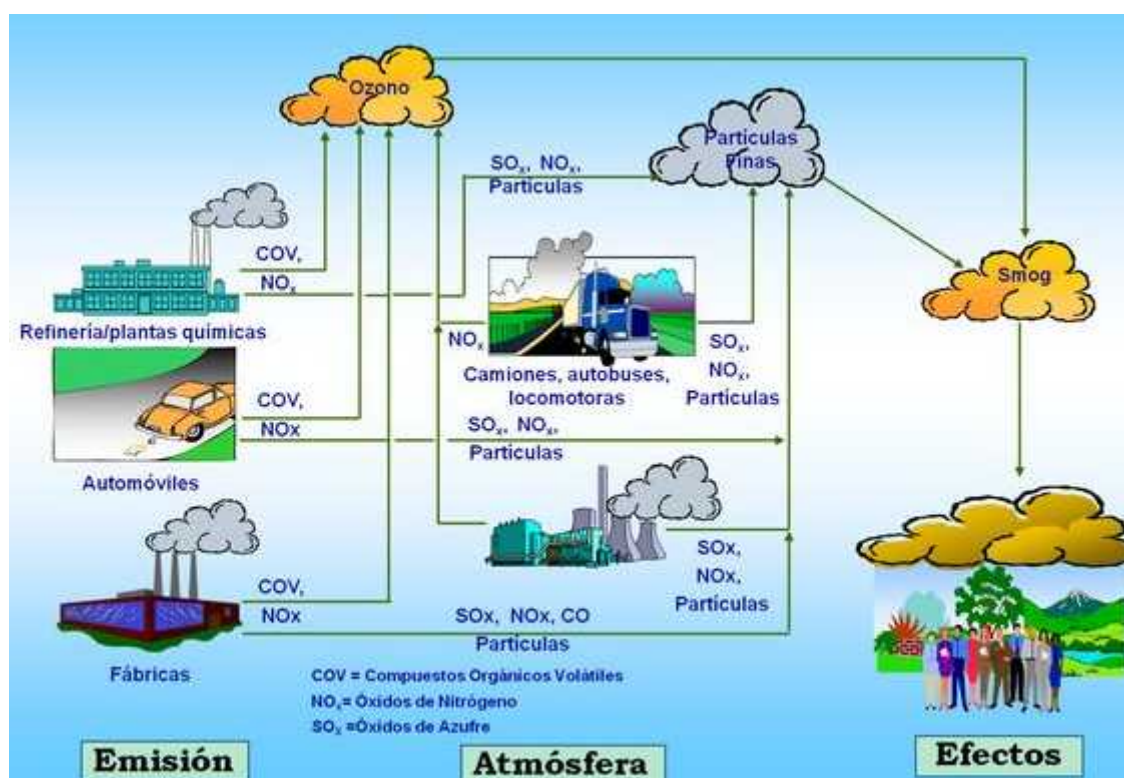 Ozono
Partículas
Finas
SOx, NOx,
Partículas
COV,
NOx
Refinería/plantas químicas
Smog
NOx
Camiones, autobuses,
locomotoras
SOx,
NOx,
Partículas
COV,
NOx
SOx, NOx,
Partículas
Automóviles
SOx,
NOx,
Partículas
COV,
NOx
SOx, NOx, CO
Partículas
Fábricas
COV = Compuestos Orgànicos Volátiles
NOx= Óxidos de Nitrógeno
SOx =Óxidos de Azufre
Emisión
Atmósfera
Efectos